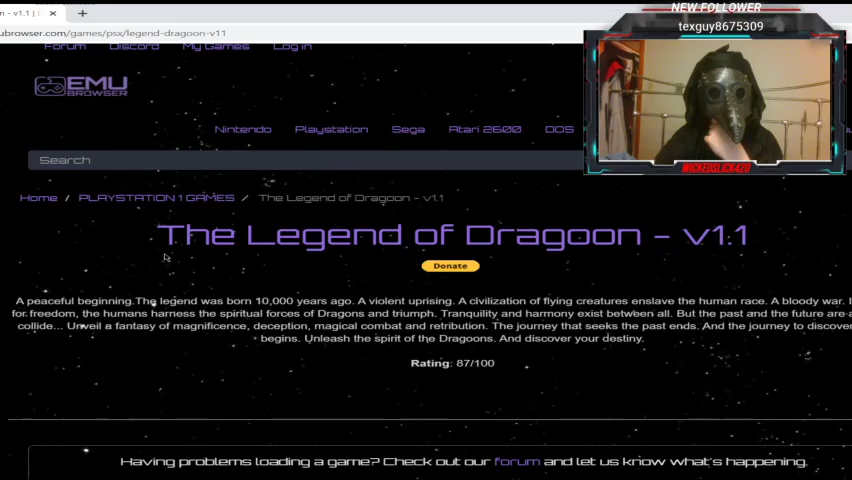 n - v1.1 | L
NEW FOLLOWER
texguy8675309
ubrowser.com/games/psx/legend-dragoon-v11
Forum Discord My Games Log in
EMU
BROWSER
Nintendo Playstation Sega Atari 2600 DOS
Search
WICKEDSLICK420
Home / PLAYSTATION 1 GAMES / The Legend of Dragoon - v1.1
The Legend of Dragoon - v1.1
Donate
A peaceful beginning.The legend was born 10,000 years ago. A violent uprising. A civilization of flying creatures enslave the human race. A bloody war. I
for freedom, the humans harness the spiritual forces of Dragons and triumph. Tranquility and harmony exist between all. But the past and the future are a
collide... Unveil a fantasy of magnificence, deception, magical combat and retribution. The journey that seeks the past ends. And the journey to discover
begins. Unleash the spirit of the Dragoons. And discover your destiny.
Rating: 87/100
Having problems loading a game? Check out our forum and let us know what's happening.